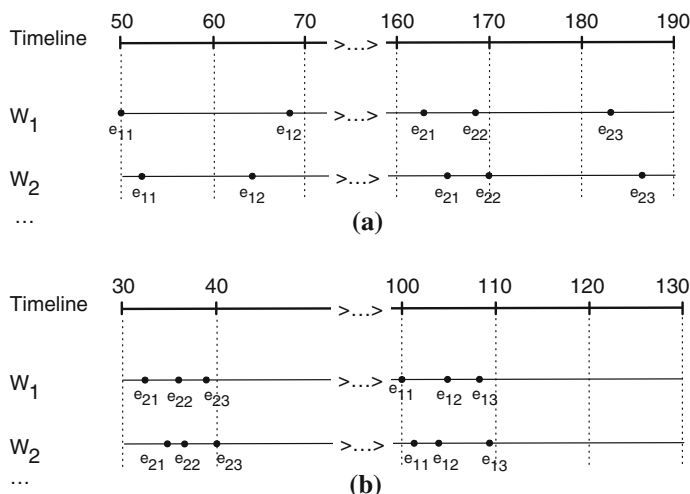 50 60 70 160 170 180 190
Timeline >...>
W1 >...>
e11 e12 e21 e22 e23
W2 >...>
e11 e12 e21 e22 e23
...
(a)
30 40 100 110 120 130
Timeline >...>
W1 >...>
e21 e22 e23 e11 e12 e13
W2 >...>
e21 e22 e23 e11 e12 e13
...
(b)